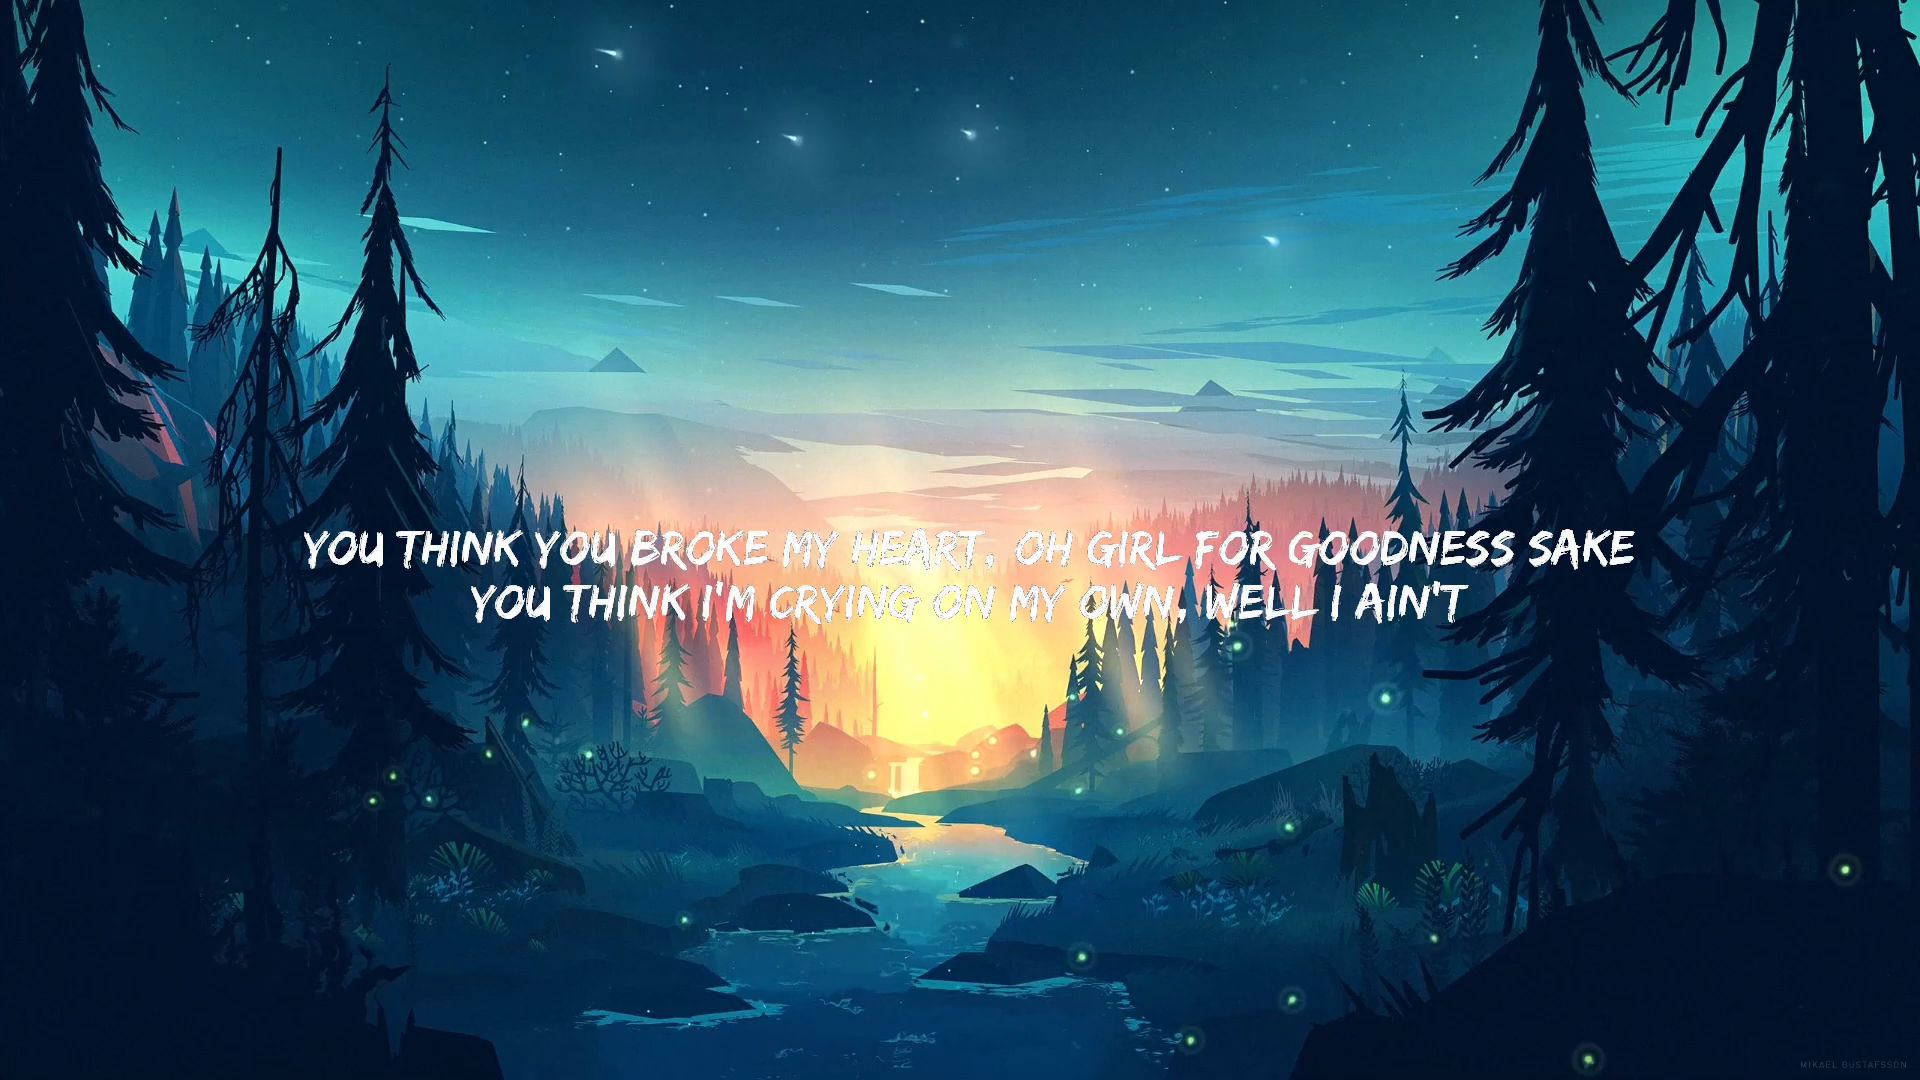 YOU THINK YOU BROKE MY HEART, OH GIRL FOR GOODNESS SAKE
YOU THINK I'M CRYING ON MY OWN, WELL I AIN'T
MIKAEL GUSTAFSSON